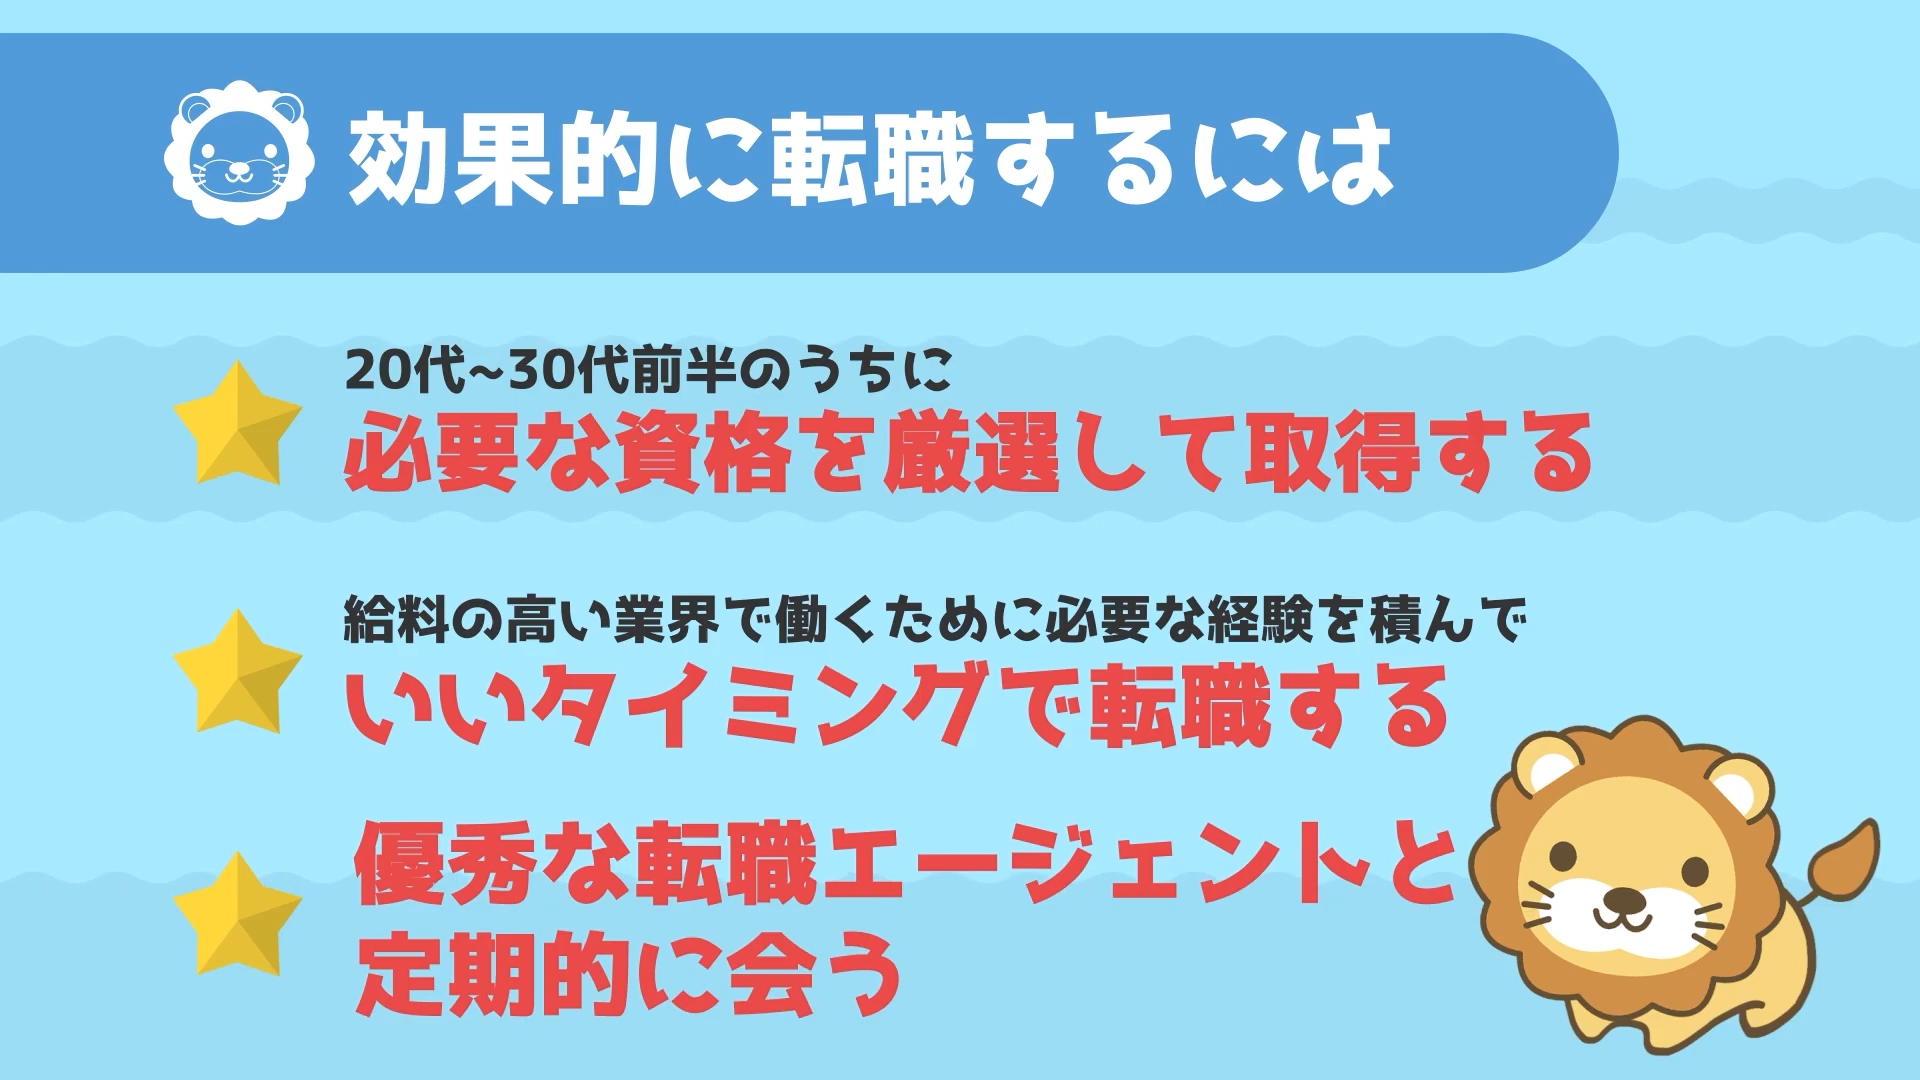 効果的に転職するには
20代~30代前半のうちに
必要な資格を厳選して取得する
給料の高い業界で働くために必要な経験を積んで
いいタイミングで転職する
優秀な転職エージェントと
定期的に会う